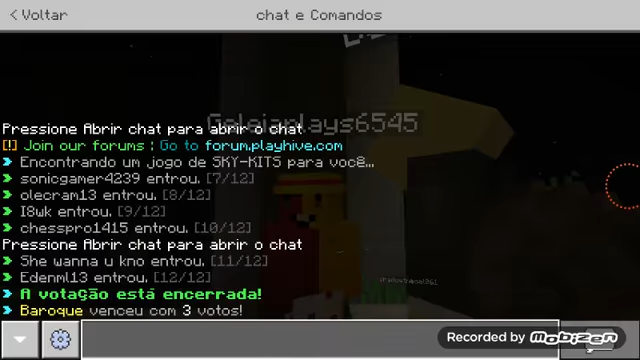 Voltar
chat e Comandos
Geleiaplays6545
Pressione Abrir chat para abrir o chat
[!] Join our forums : Go to forum.playhive.com
Encontrando um jogo de SKY-KITS para você...
sonicgamer4239 entrou. [7/12]
olecram13 entrou. [8/12]
I8wk entrou. [9/12]
chesspro1415 entrou. [10/12]
Pressione Abrir chat para abrir o chat
She wanna u kno entrou. [11/12]
Edenml13 entrou. [12/12]
A votação está encerrada!
Baroque venceu com 3 votos!
Recorded by Mobizen